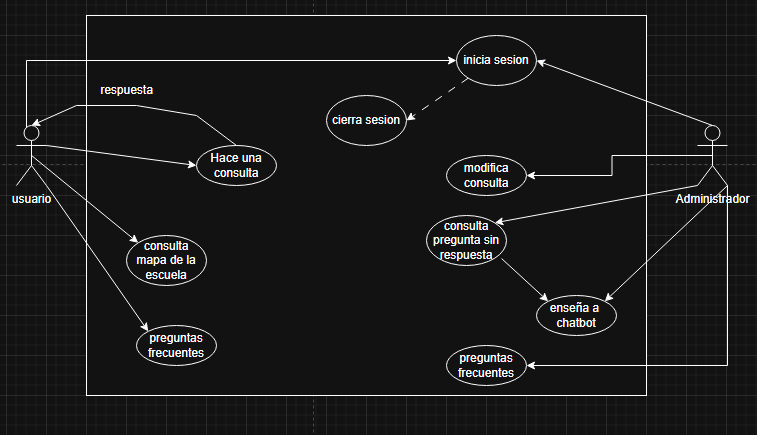 inicia sesion
respuesta
cierra sesion
Hace una
consulta
modifica
consulta
usuario
Administrador
consulta
pregunta sin
respuesta
consulta
mapa de la
escuela
enseña a
chatbot
preguntas
frecuentes
preguntas
frecuentes